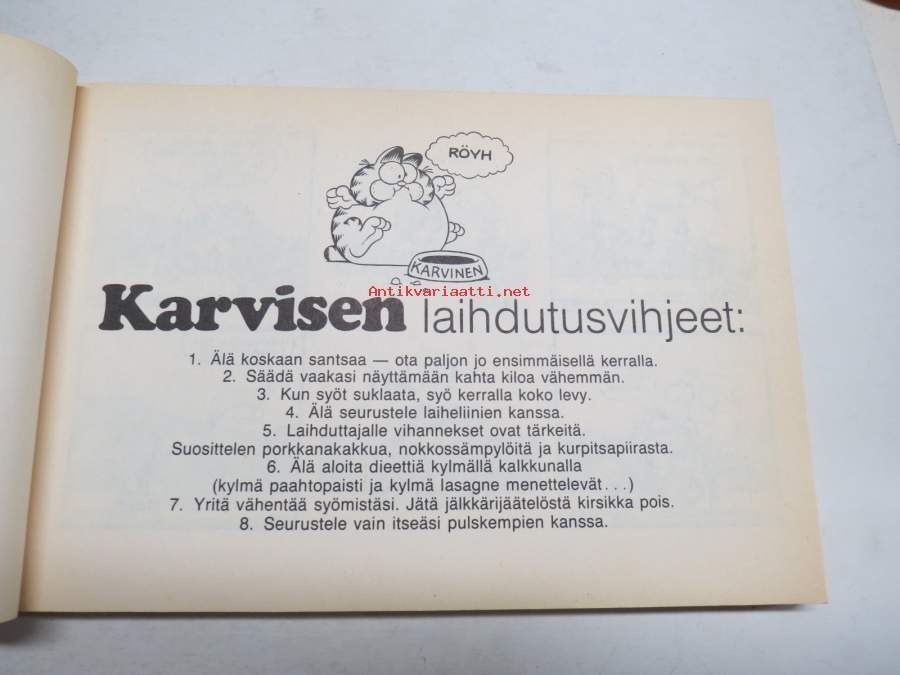 RÖYH
KARVINEN
Antikvariaatti.net
Karvisen laihdutusvihjeet:
1. Älä koskaan santsaa — ota paljon jo ensimmäisellä kerralla.
2. Säädä vaakasi näyttämään kahta kiloa vähemmän.
3. Kun syöt suklaata, syö kerralla koko levy.
4. Älä seurustele laiheliinien kanssa.
5. Laihduttajalle vihannekset ovat tärkeitä.
Suosittelen porkkanakakkua, nokkossämpylöitä ja kurpitsapiirasta.
6. Älä aloita dieettiä kylmällä kalkkunalla
(kylmä paahtopaisti ja kylmä lasagne menettelevät...)
7. Yritä vähentää syömistäsi. Jätä jälkkärijäätelöstä kirsikka pois.
8. Seurustele vain itseäsi pulskempien kanssa.